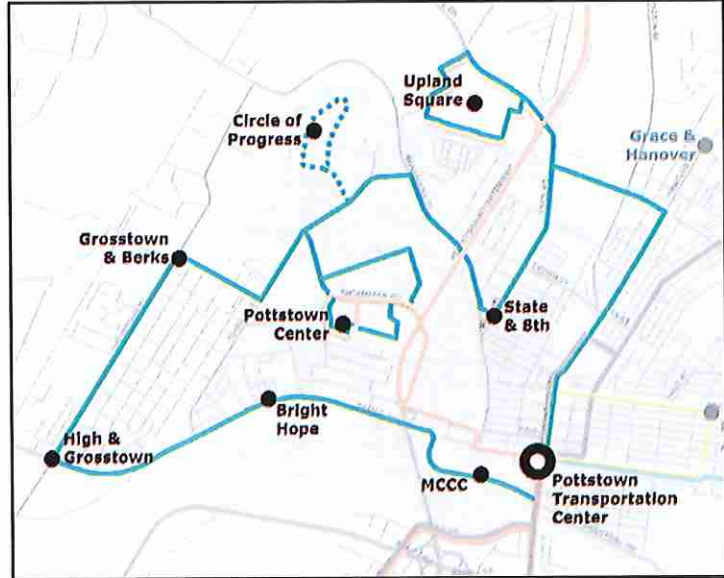 Upland
Square
Circle of
Progress
Grace &
Hanover
Grosstown
& Berks
Pottstown
Center
State
& 8th
Bright
Hope
High &
Grosstown
MCCC
Pottstown
Transportation
Center